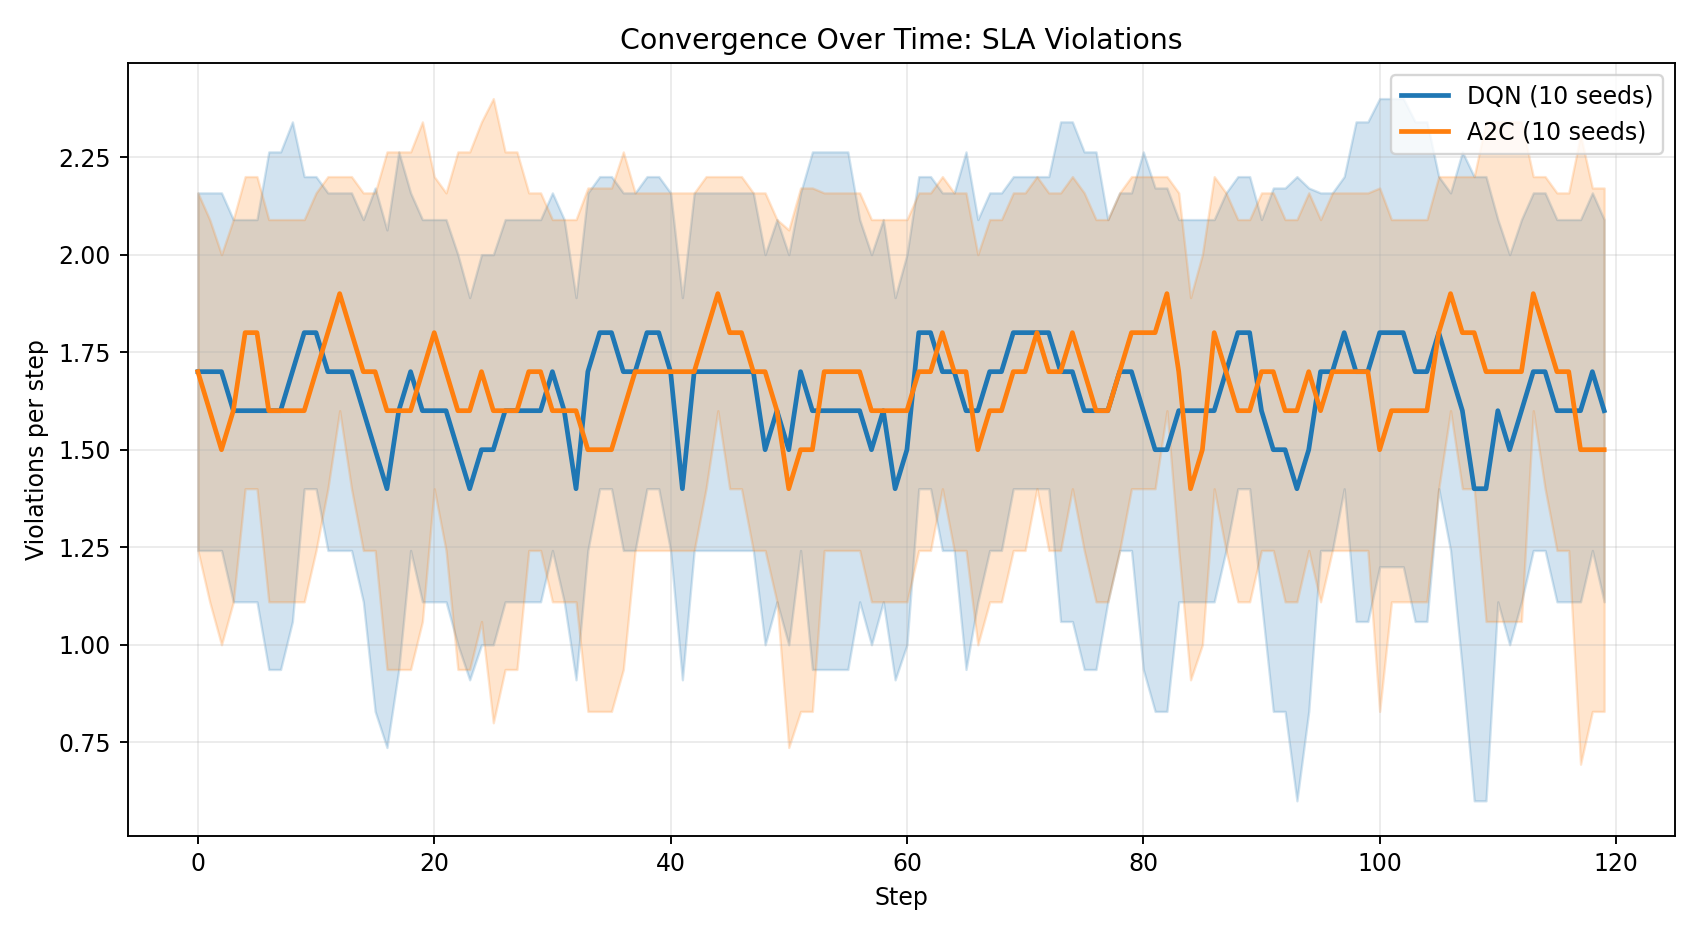 Convergence Over Time: SLA Violations
DQN (10 seeds)
A2C (10 seeds)
Violations per step
2.25
2.00
1.75
1.50
1.25
1.00
0.75
0 20 40 60 80 100 120
Step